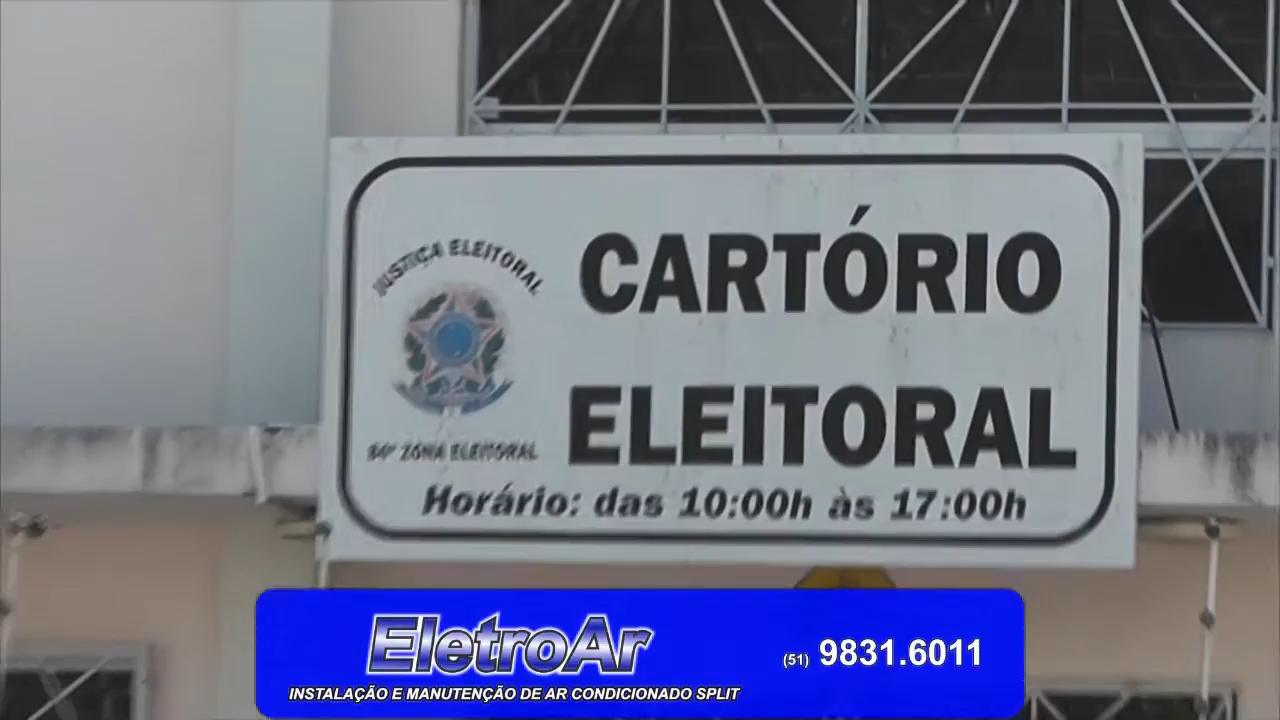 JUSTIÇA ELEITORAL
CARTÓRIO
ELEITORAL
ZONA ELEITORAL
Horário: das 10:00h às 17:00h
EletroAr
(51) 9831.6011
INSTALAÇÃO E MANUTENÇÃO DE AR CONDICIONADO SPLIT